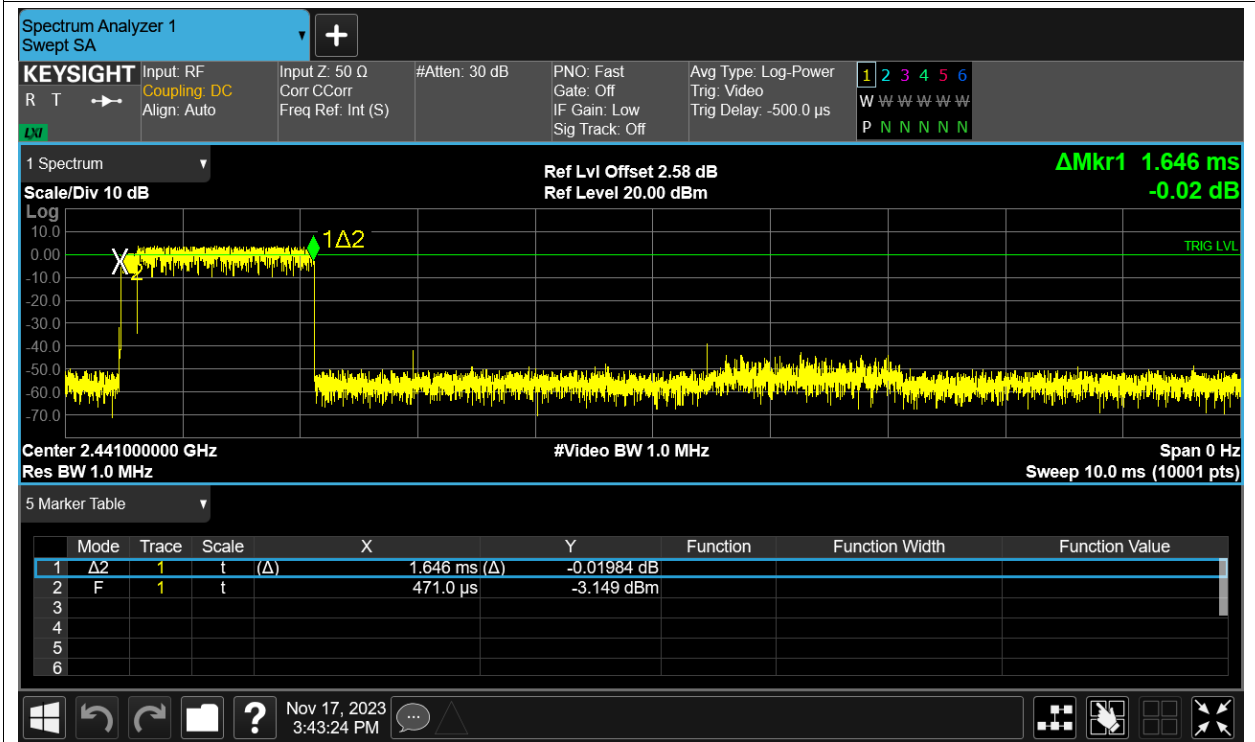 Spectrum Analyzer 1
Swept SA
+
KEYSIGHT
R T
LXI
Input: RF
Coupling: DC
Align: Auto
Input Z: 50 Ω
Corr CCorr
Freq Ref: Int (S)
#Atten: 30 dB
PNO: Fast
Gate: Off
IF Gain: Low
Sig Track: Off
Avg Type: Log-Power
Trig: Video
Trig Delay: -500.0 µs
1 2 3 4 5 6
W W W W W W
P N N N N N
1 Spectrum
Scale/Div 10 dB
Ref Lvl Offset 2.58 dB
Ref Level 20.00 dBm
ΔMkr1 1.646 ms
-0.02 dB
Log
10.0
0.00
-10.0
-20.0
-30.0
-40.0
-50.0
-60.0
-70.0
X
2
1Δ2
TRIG LVL
Center 2.441000000 GHz
#Video BW 1.0 MHz
Span 0 Hz
Res BW 1.0 MHz
Sweep 10.0 ms (10001 pts)
5 Marker Table
Mode Trace Scale X Y Function Function Width Function Value
1 Δ2 1 t (Δ) 1.646 ms (Δ) -0.01984 dB
2 F 1 t 471.0 µs -3.149 dBm
3
4
5
6
?
Nov 17, 2023
3:43:24 PM